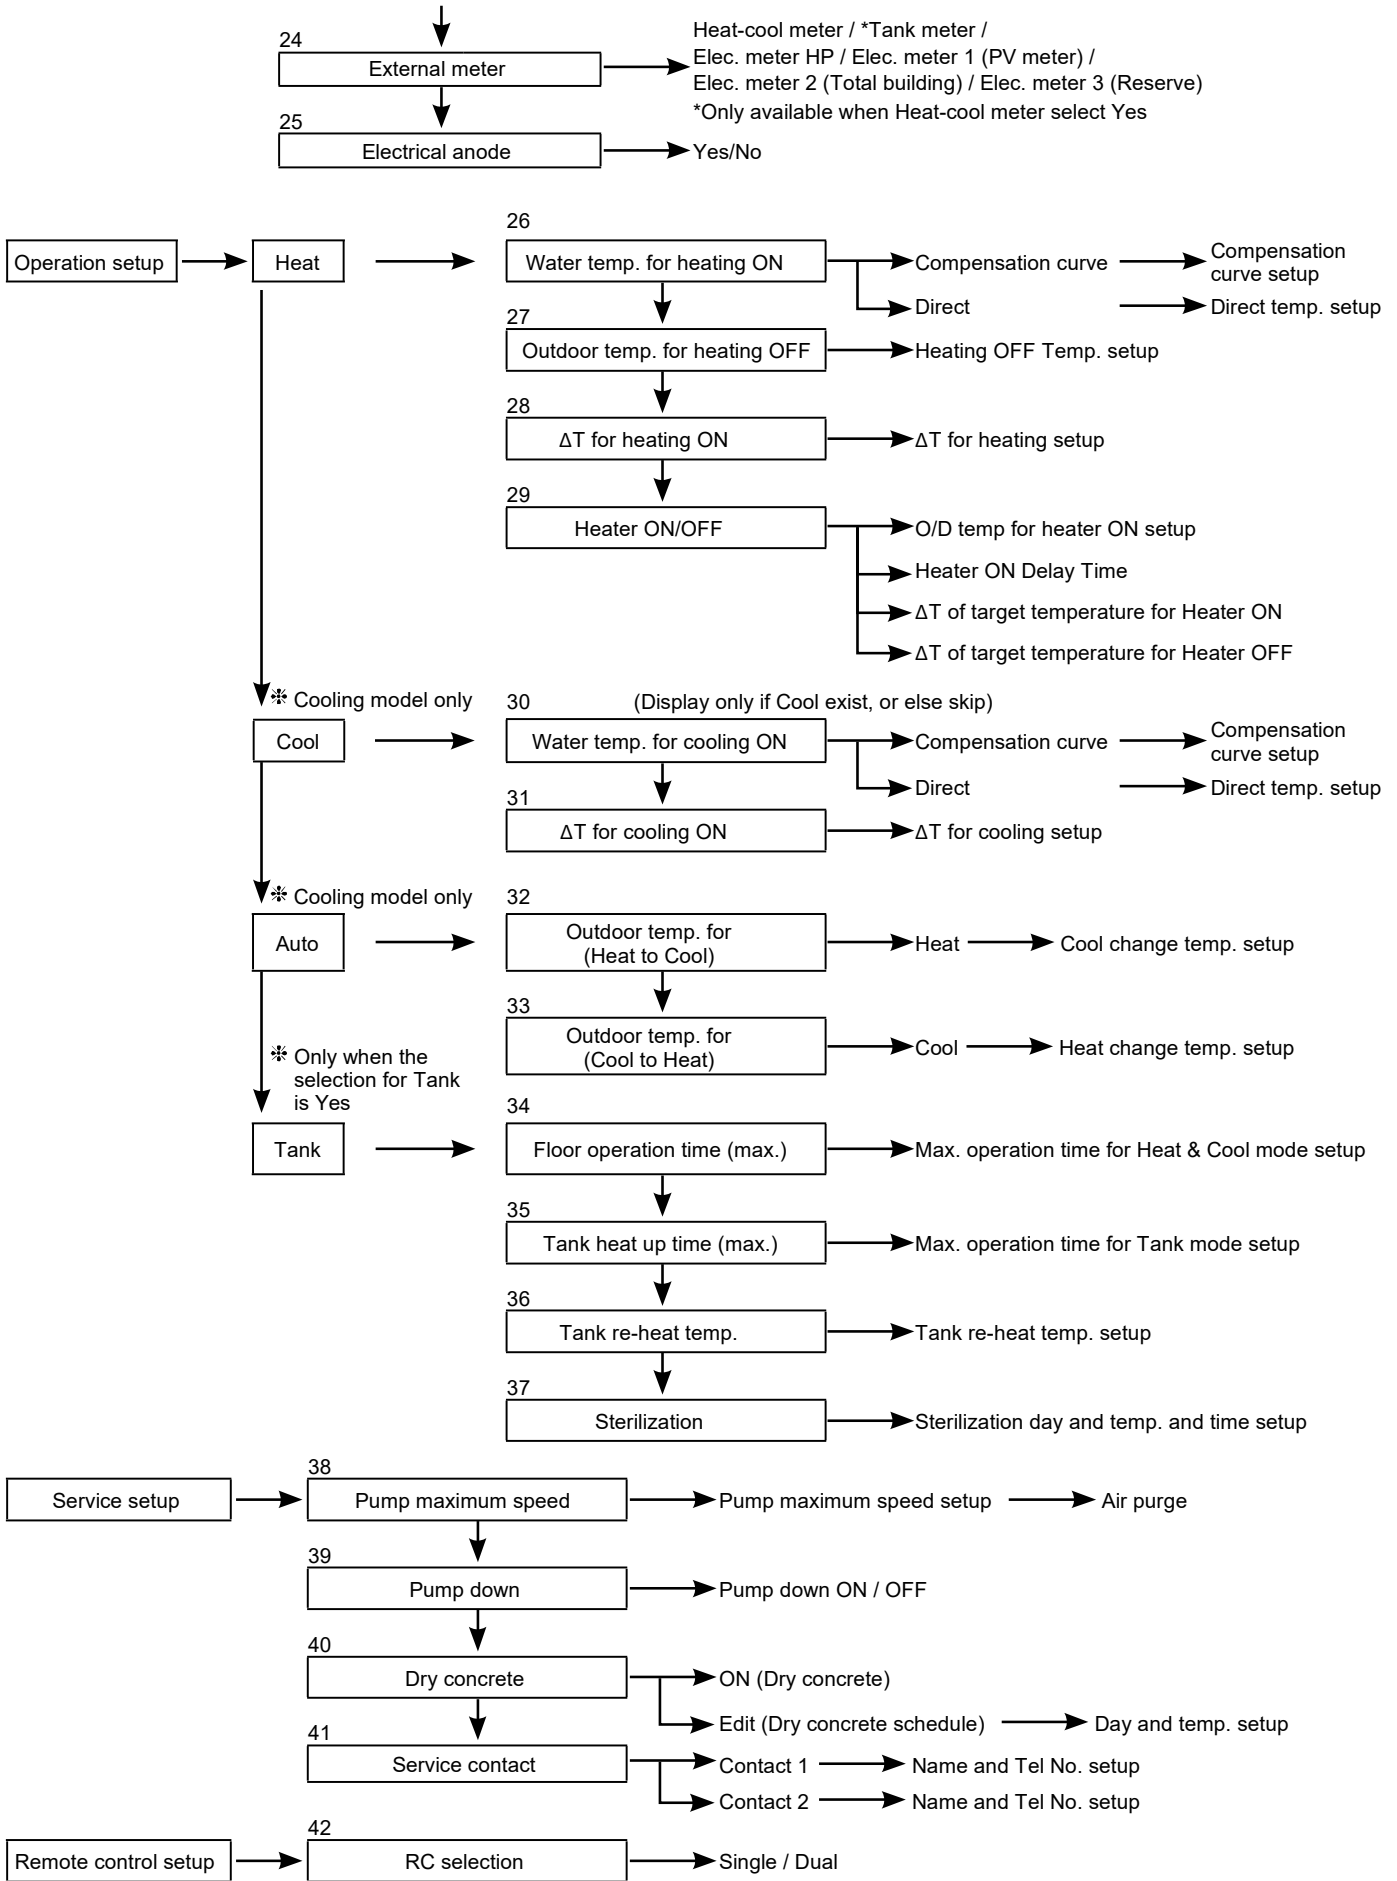 24
External meter
Heat-cool meter / *Tank meter /
Elec. meter HP / Elec. meter 1 (PV meter) /
Elec. meter 2 (Total building) / Elec. meter 3 (Reserve)
*Only available when Heat-cool meter select Yes
25
Electrical anode
Yes/No
Operation setup
Heat
26
Water temp. for heating ON
Compensation curve
Compensation
curve setup
Direct
Direct temp. setup
27
Outdoor temp. for heating OFF
Heating OFF Temp. setup
28
ΔT for heating ON
ΔT for heating setup
29
Heater ON/OFF
O/D temp for heater ON setup
Heater ON Delay Time
ΔT of target temperature for Heater ON
ΔT of target temperature for Heater OFF
❉ Cooling model only
Cool
30
(Display only if Cool exist, or else skip)
Water temp. for cooling ON
Compensation curve
Compensation
curve setup
Direct
Direct temp. setup
31
ΔT for cooling ON
ΔT for cooling setup
❉ Cooling model only
Auto
32
Outdoor temp. for
(Heat to Cool)
Heat
Cool change temp. setup
33
Outdoor temp. for
(Cool to Heat)
Cool
Heat change temp. setup
❉ Only when the
selection for Tank
is Yes
Tank
34
Floor operation time (max.)
Max. operation time for Heat & Cool mode setup
35
Tank heat up time (max.)
Max. operation time for Tank mode setup
36
Tank re-heat temp.
Tank re-heat temp. setup
37
Sterilization
Sterilization day and temp. and time setup
Service setup
38
Pump maximum speed
Pump maximum speed setup
Air purge
39
Pump down
Pump down ON / OFF
40
Dry concrete
ON (Dry concrete)
Edit (Dry concrete schedule)
Day and temp. setup
41
Service contact
Contact 1
Name and Tel No. setup
Contact 2
Name and Tel No. setup
Remote control setup
42
RC selection
Single / Dual